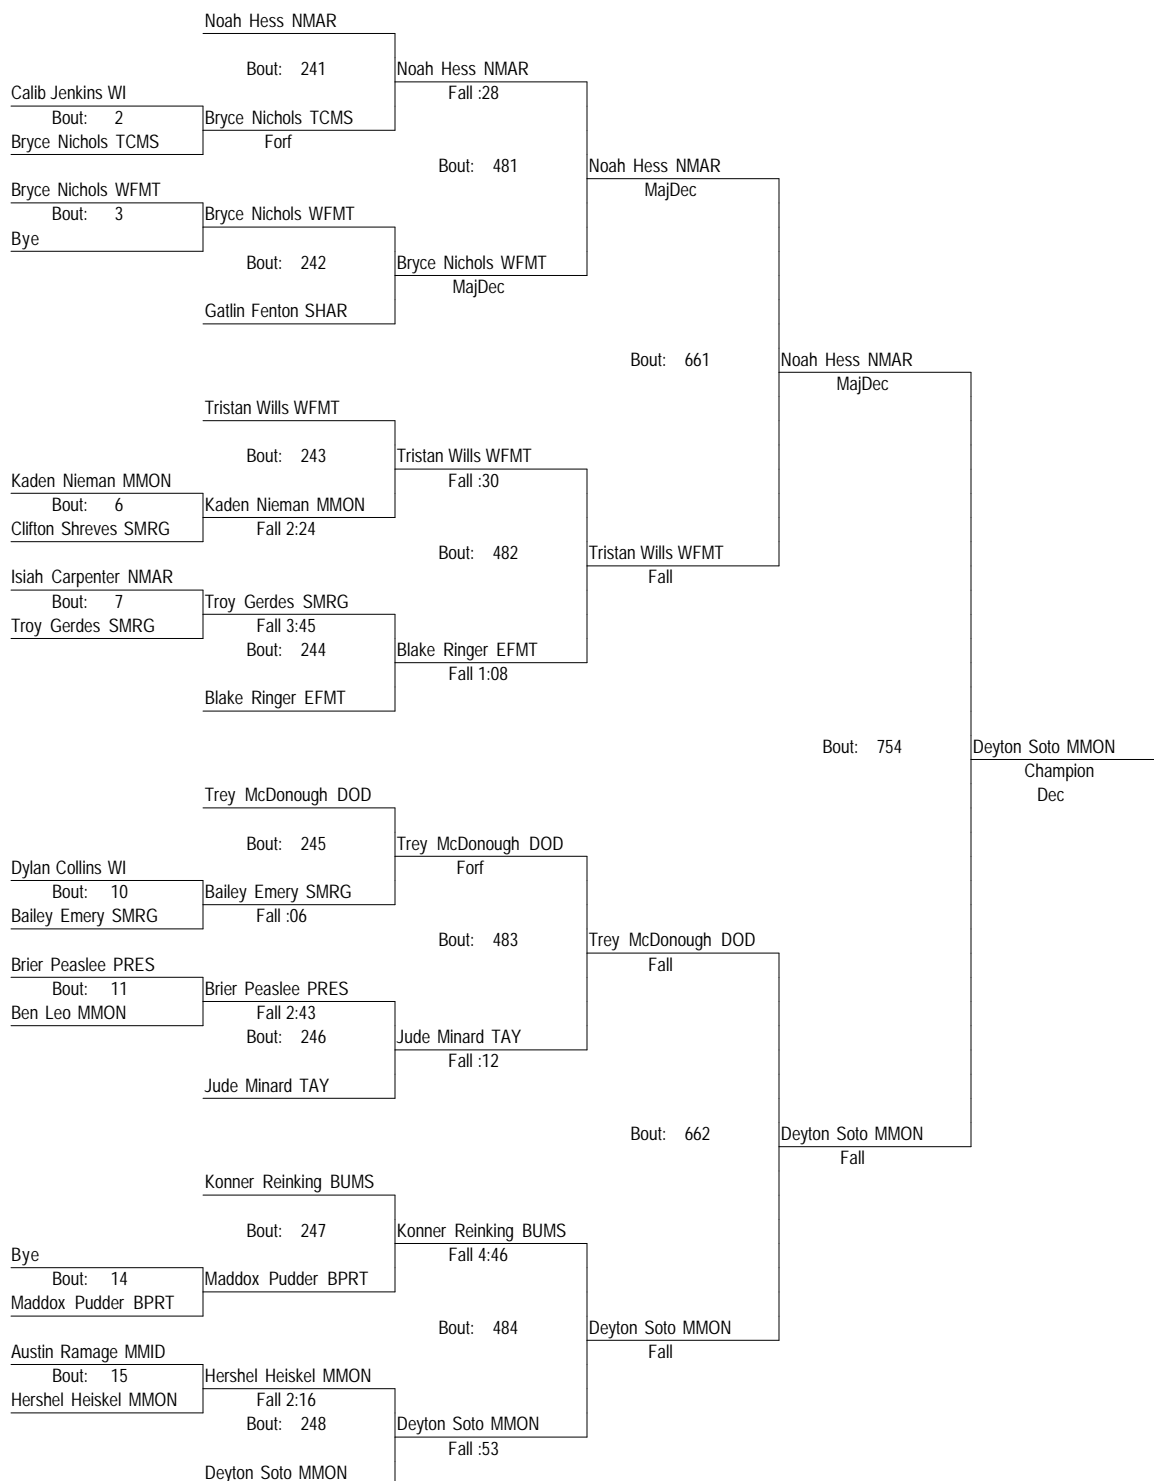 Noah Hess NMAR
Bout: 241
Noah Hess NMAR
Calib Jenkins WI
Fall :28
Bout: 2
Bryce Nichols TCMS
Bryce Nichols TCMS
Forf
Bout: 481
Noah Hess NMAR
Bryce Nichols WFMT
MajDec
Bout: 3
Bryce Nichols WFMT
Bye
Bout: 242
Bryce Nichols WFMT
MajDec
Gatlin Fenton SHAR
Bout: 661
Noah Hess NMAR
MajDec
Tristan Wills WFMT
Bout: 243
Tristan Wills WFMT
Kaden Nieman MMON
Fall :30
Bout: 6
Kaden Nieman MMON
Clifton Shreves SMRG
Fall 2:24
Bout: 482
Tristan Wills WFMT
Isiah Carpenter NMAR
Fall
Bout: 7
Troy Gerdes SMRG
Troy Gerdes SMRG
Fall 3:45
Bout: 244
Blake Ringer EFMT
Fall 1:08
Blake Ringer EFMT
Bout: 754
Deyton Soto MMON
Champion
Dec
Trey McDonough DOD
Bout: 245
Trey McDonough DOD
Dylan Collins WI
Forf
Bout: 10
Bailey Emery SMRG
Bailey Emery SMRG
Fall :06
Bout: 483
Trey McDonough DOD
Brier Peaslee PRES
Fall
Bout: 11
Brier Peaslee PRES
Ben Leo MMON
Fall 2:43
Bout: 246
Jude Minard TAY
Fall :12
Jude Minard TAY
Bout: 662
Deyton Soto MMON
Fall
Konner Reinking BUMS
Bout: 247
Konner Reinking BUMS
Bye
Fall 4:46
Bout: 14
Maddox Pudder BPRT
Maddox Pudder BPRT
Bout: 484
Deyton Soto MMON
Austin Ramage MMID
Fall
Bout: 15
Hershel Heiskel MMON
Hershel Heiskel MMON
Fall 2:16
Bout: 248
Deyton Soto MMON
Fall :53
Deyton Soto MMON